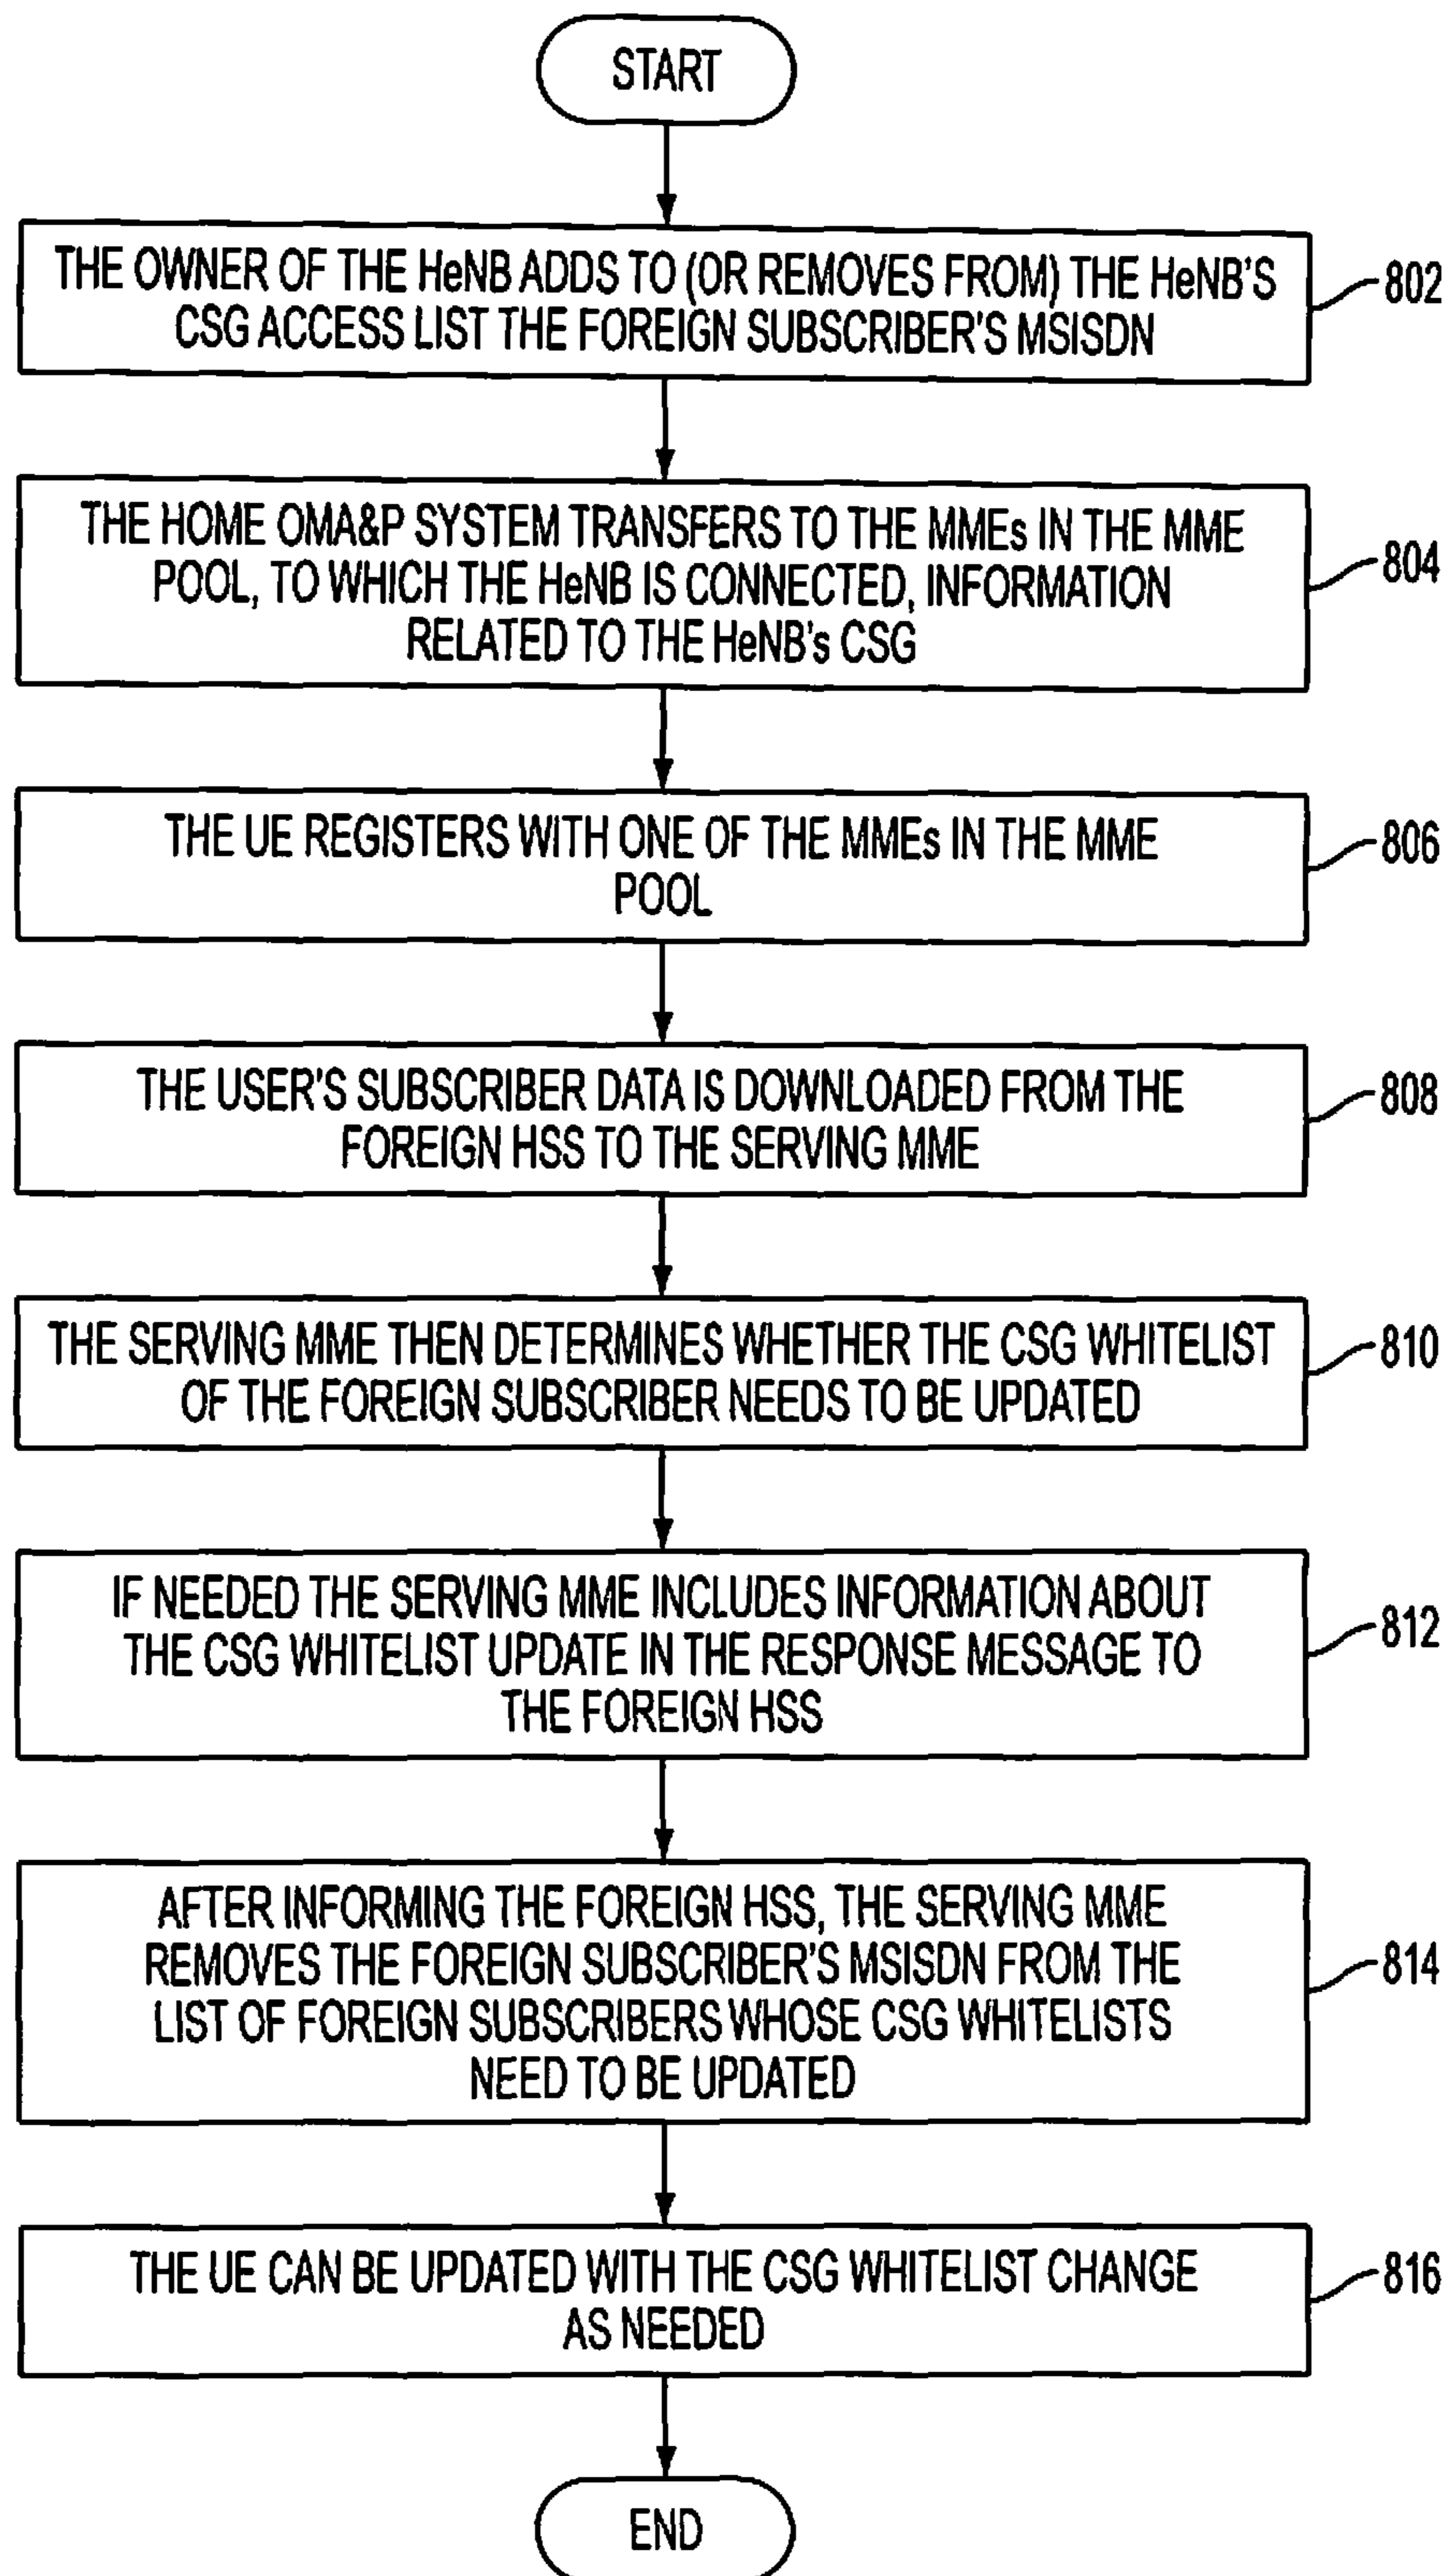 START
THE OWNER OF THE HeNB ADDS TO (OR REMOVES FROM) THE HeNB'S
CSG ACCESS LIST THE FOREIGN SUBSCRIBER'S MSISDN
802
THE HOME OMA&P SYSTEM TRANSFERS TO THE MMEs IN THE MME
POOL, TO WHICH THE HeNB IS CONNECTED, INFORMATION
RELATED TO THE HeNB's CSG
804
THE UE REGISTERS WITH ONE OF THE MMEs IN THE MME
POOL
806
THE USER'S SUBSCRIBER DATA IS DOWNLOADED FROM THE
FOREIGN HSS TO THE SERVING MME
808
THE SERVING MME THEN DETERMINES WHETHER THE CSG WHITELIST
OF THE FOREIGN SUBSCRIBER NEEDS TO BE UPDATED
810
IF NEEDED THE SERVING MME INCLUDES INFORMATION ABOUT
THE CSG WHITELIST UPDATE IN THE RESPONSE MESSAGE TO
THE FOREIGN HSS
812
AFTER INFORMING THE FOREIGN HSS, THE SERVING MME
REMOVES THE FOREIGN SUBSCRIBER'S MSISDN FROM THE
LIST OF FOREIGN SUBSCRIBERS WHOSE CSG WHITELISTS
NEED TO BE UPDATED
814
THE UE CAN BE UPDATED WITH THE CSG WHITELIST CHANGE
AS NEEDED
816
END